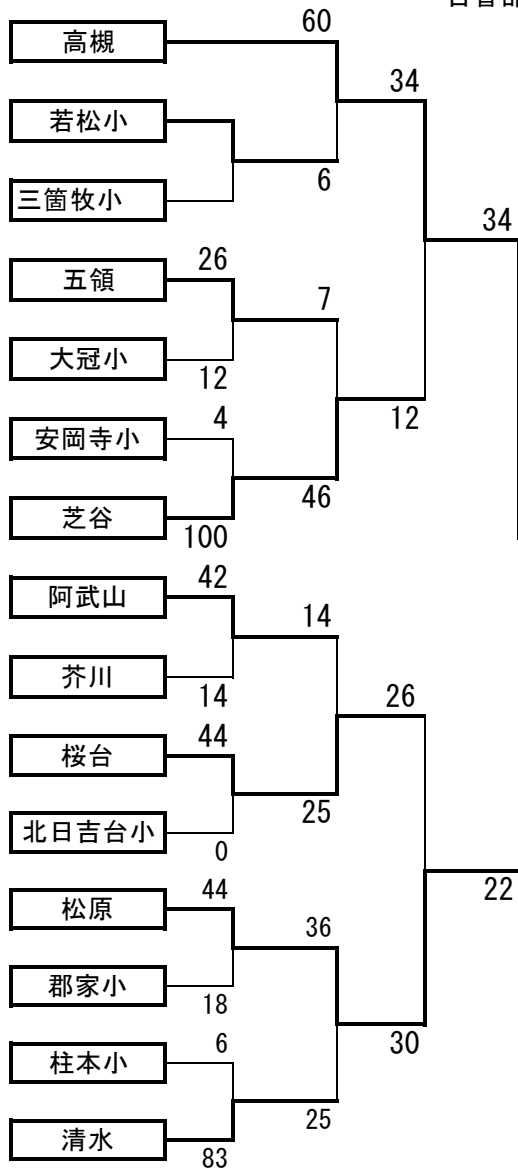 60
高槻
34
若松小
6
三箇牧小
34
26
五領
7
大冠小
12
12
4
安岡寺小
46
芝谷
100
42
阿武山
14
芥川
14
26
44
桜台
25
北日吉台小
0
44
松原
36
22
郡家小
18
6
30
柱本小
25
清水
83